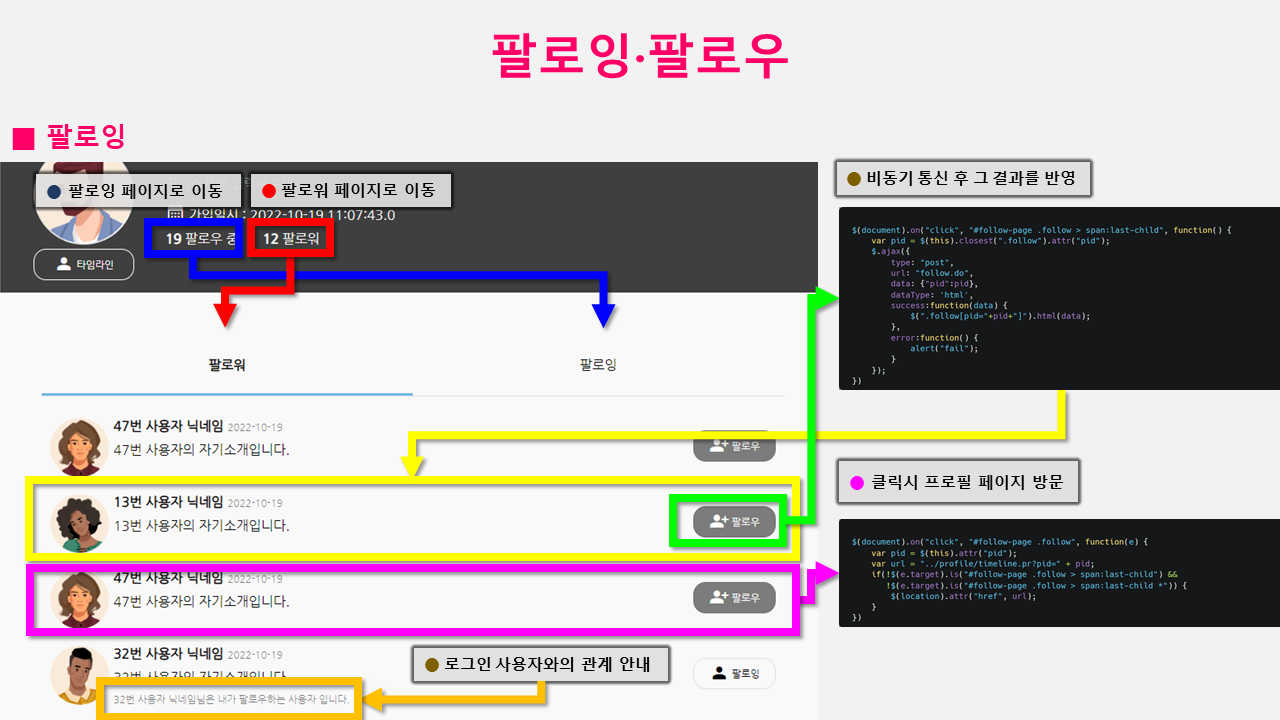 팔로잉·팔로우
■ 팔로잉
● 팔로잉 페이지로 이동
● 팔로워 페이지로 이동
가입일시 : 2022-10-19 11:07:43.0
19 팔로우 중
12 팔로워
타임라인
팔로워
팔로잉
47번 사용자 닉네임 2022-10-19
47번 사용자의 자기소개입니다.
팔로우
13번 사용자 닉네임 2022-10-19
13번 사용자의 자기소개입니다.
팔로우
47번 사용자 닉네임 2022-10-19
47번 사용자의 자기소개입니다.
팔로우
32번 사용자 닉네임 2022-10-19
32번 사용자의 자기소개입니다.
32번 사용자 닉네임님은 내가 팔로우하는 사용자 입니다.
팔로잉
● 로그인 사용자와의 관계 안내
● 비동기 통신 후 그 결과를 반영
$(document).on("click", "#follow-page .follow > span:last-child", function() {
var pid = $(this).closest(".follow").attr("pid");
$.ajax({
type: "post",
url: "follow.do",
data: {"pid":pid},
dataType: 'html',
success:function(data) {
$(".follow[pid="+pid+"]").html(data);
},
error:function() {
alert("fail");
}
});
})
● 클릭시 프로필 페이지 방문
$(document).on("click", "#follow-page .follow", function(e) {
var pid = $(this).attr("pid");
var url = "../profile/timeline.pr?pid=" + pid;
if(!$(e.target).is("#follow-page .follow > span:last-child") &&
!$(e.target).is("#follow-page .follow > span:last-child *")) {
$(location).attr("href", url);
}
})